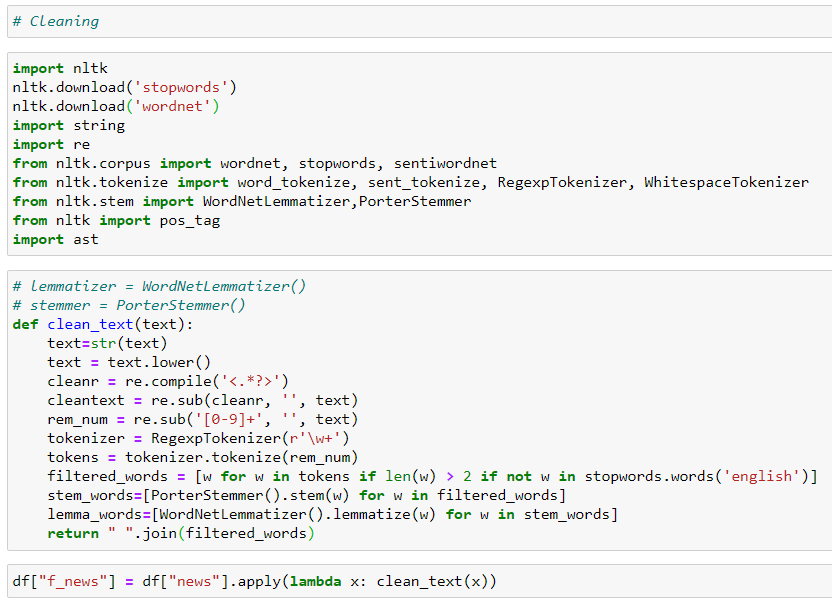 # Cleaning
import nltk
nltk.download('stopwords')
nltk.download('wordnet')
import string
import re
from nltk.corpus import wordnet, stopwords, sentiwordnet
from nltk.tokenize import word_tokenize, sent_tokenize, RegexpTokenizer, WhitespaceTokenizer
from nltk.stem import WordNetLemmatizer,PorterStemmer
from nltk import pos_tag
import ast
# lemmatizer = WordNetLemmatizer()
# stemmer = PorterStemmer()
def clean_text(text):
    text=str(text)
    text = text.lower()
    cleanr = re.compile('<.*?>')
    cleantext = re.sub(cleanr, '', text)
    rem_num = re.sub('[0-9]+', '', text)
    tokenizer = RegexpTokenizer(r'\w+')
    tokens = tokenizer.tokenize(rem_num)
    filtered_words = [w for w in tokens if len(w) > 2 if not w in stopwords.words('english')]
    stem_words=[PorterStemmer().stem(w) for w in filtered_words]
    lemma_words=[WordNetLemmatizer().lemmatize(w) for w in stem_words]
    return " ".join(filtered_words)
df["f_news"] = df["news"].apply(lambda x: clean_text(x))